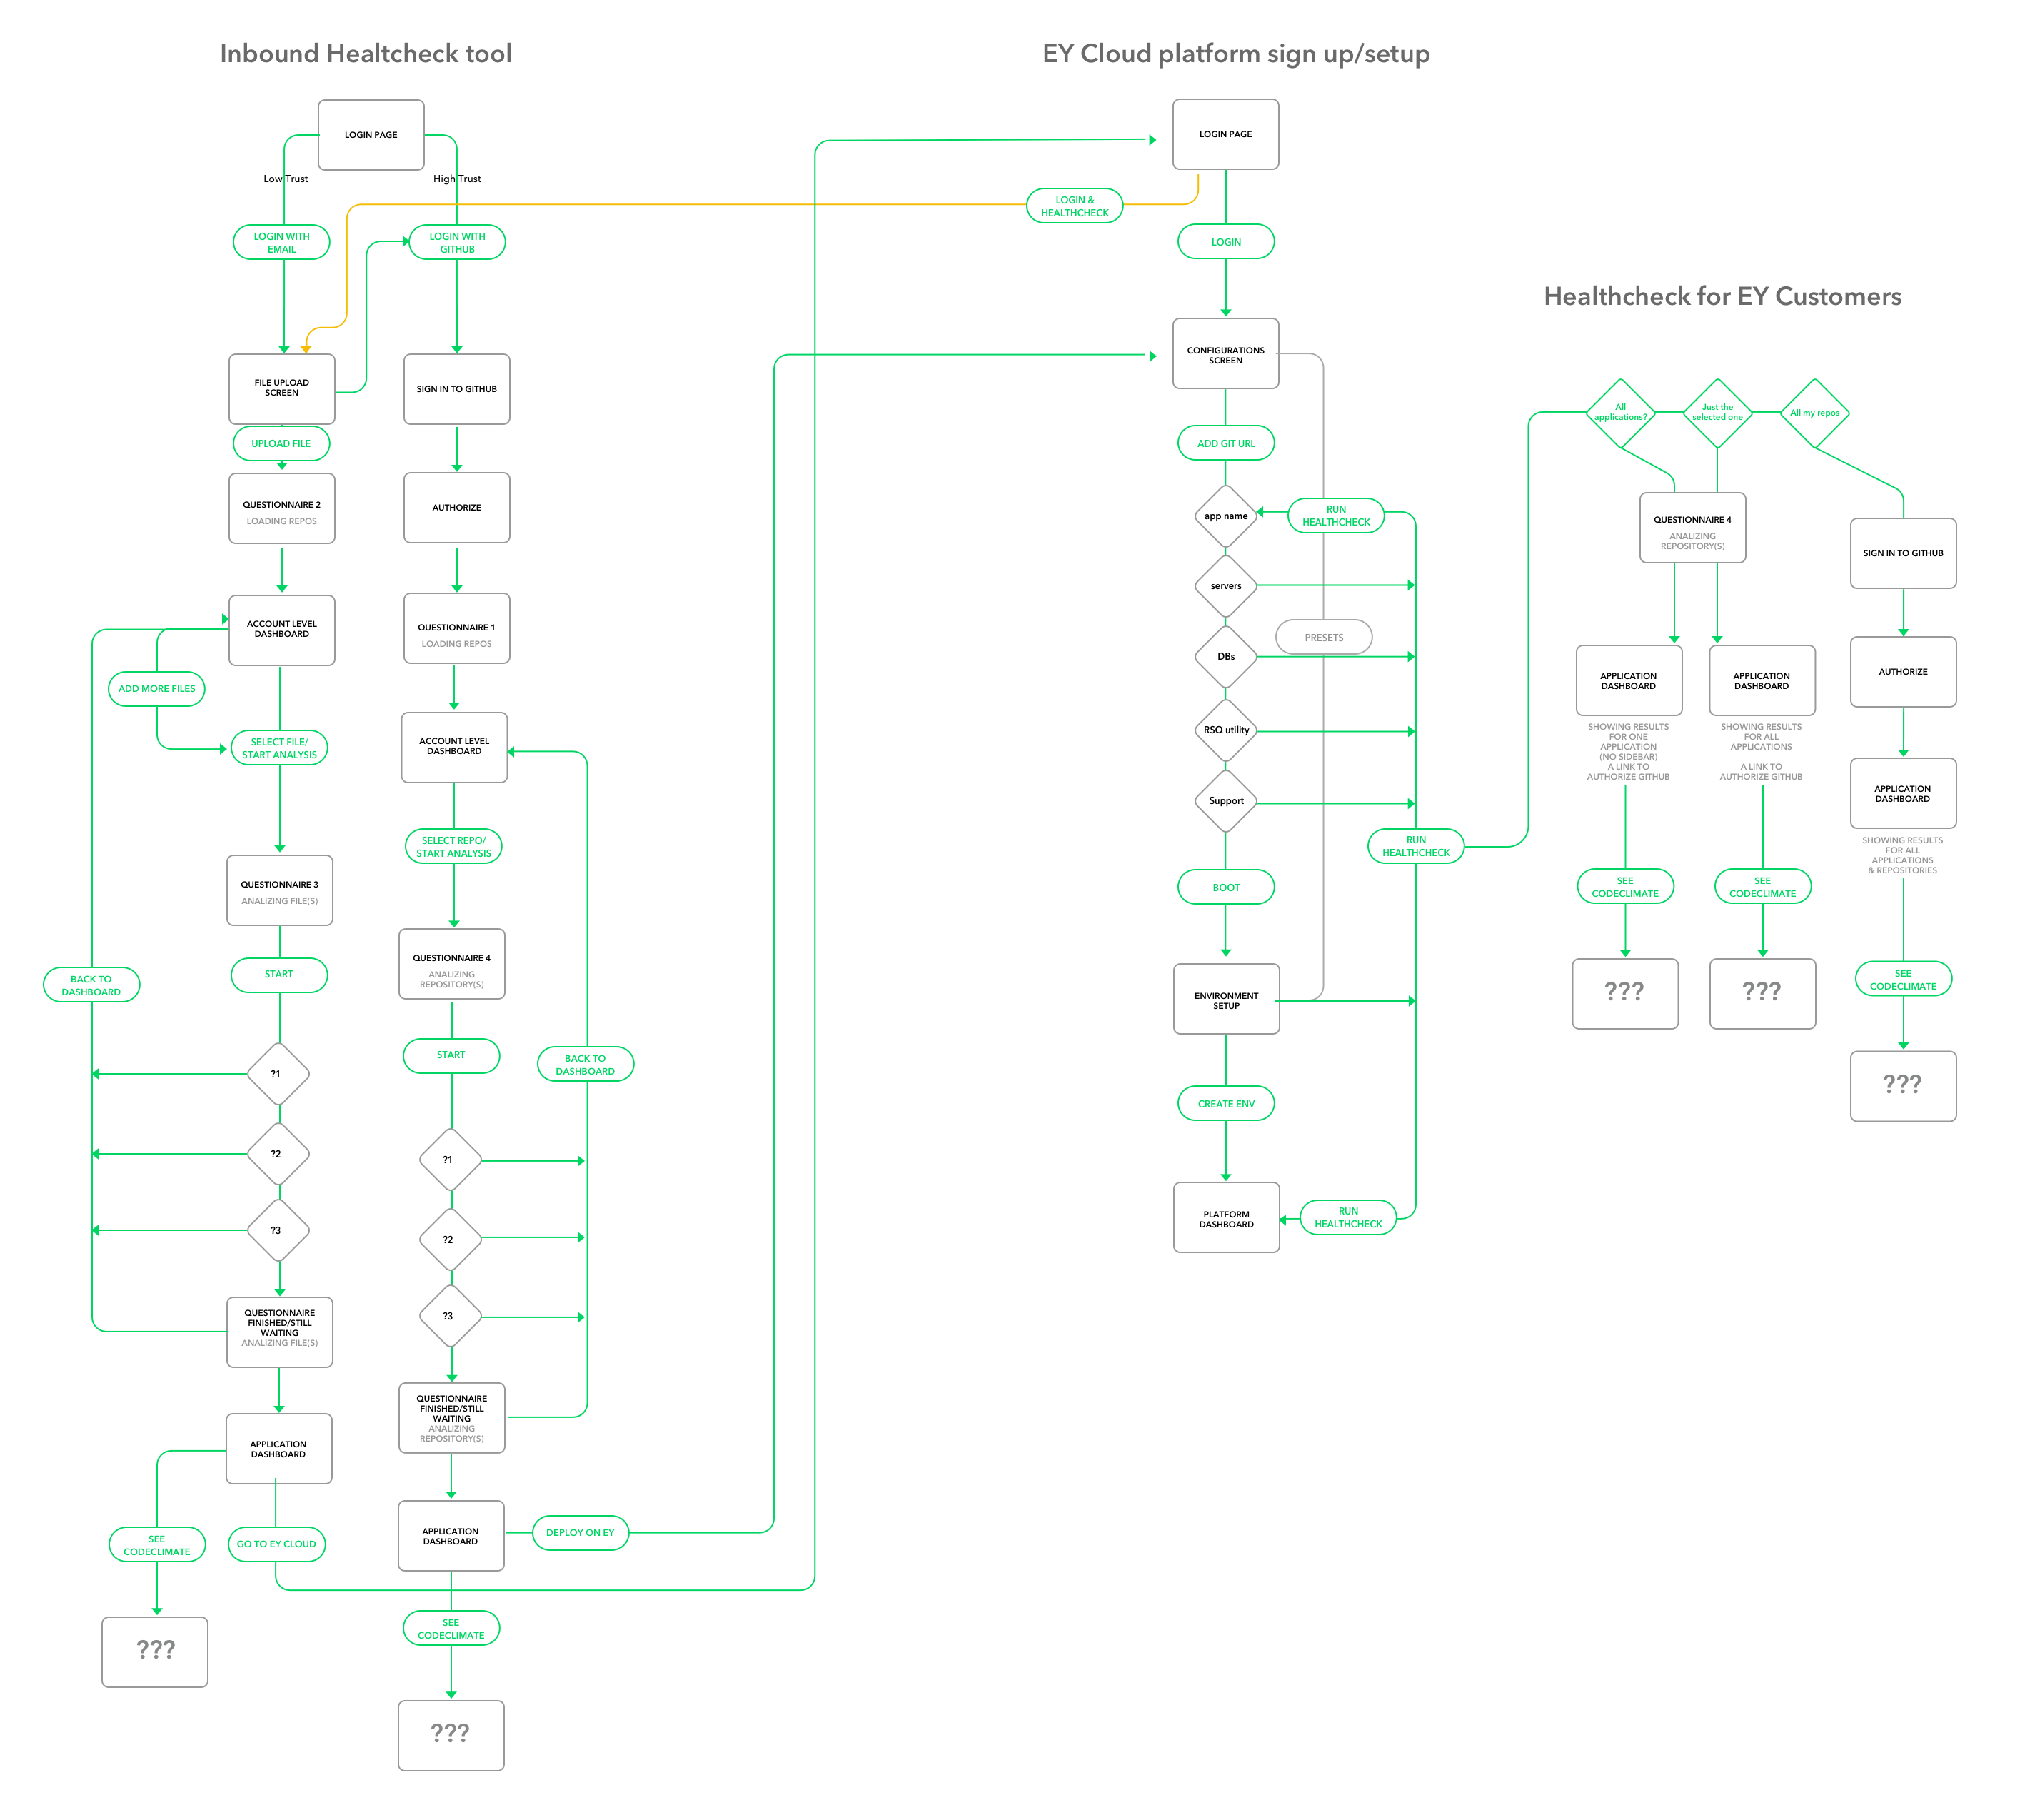 Inbound Healtcheck tool
LOGIN PAGE
Low Trust
High Trust
LOGIN WITH
EMAIL
LOGIN WITH
GITHUB
FILE UPLOAD
SCREEN
SIGN IN TO GITHUB
UPLOAD FILE
QUESTIONNAIRE 2
LOADING REPOS
AUTHORIZE
ACCOUNT LEVEL
DASHBOARD
QUESTIONNAIRE 1
LOADING REPOS
ADD MORE FILES
SELECT FILE/
START ANALYSIS
ACCOUNT LEVEL
DASHBOARD
SELECT REPO/
START ANALYSIS
QUESTIONNAIRE 3
ANALIZING FILE(S)
QUESTIONNAIRE 4
ANALIZING
REPOSITORY(S)
BACK TO
DASHBOARD
START
START
BACK TO
DASHBOARD
?1
?2
?3
?1
?2
?3
QUESTIONNAIRE
FINISHED/STILL
WAITING
ANALIZING FILE(S)
QUESTIONNAIRE
FINISHED/STILL
WAITING
ANALIZING
REPOSITORY(S)
APPLICATION
DASHBOARD
APPLICATION
DASHBOARD
DEPLOY ON EY
SEE
CODECLIMATE
GO TO EY CLOUD
SEE
CODECLIMATE
???
???
EY Cloud platform sign up/setup
LOGIN PAGE
LOGIN &
HEALTHCHECK
LOGIN
CONFIGURATIONS
SCREEN
ADD GIT URL
app name
RUN
HEALTHCHECK
servers
PRESETS
DBs
RSQ utility
Support
RUN
HEALTHCHECK
BOOT
ENVIRONMENT
SETUP
CREATE ENV
PLATFORM
DASHBOARD
RUN
HEALTHCHECK
Healthcheck for EY Customers
All
applications?
Just the
selected one
All my repos
QUESTIONNAIRE 4
ANALIZING
REPOSITORY(S)
SIGN IN TO GITHUB
APPLICATION
DASHBOARD
SHOWING RESULTS
FOR ONE
APPLICATION
(NO SIDEBAR)
A LINK TO
AUTHORIZE GITHUB
APPLICATION
DASHBOARD
SHOWING RESULTS
FOR ALL
APPLICATIONS
A LINK TO
AUTHORIZE GITHUB
AUTHORIZE
APPLICATION
DASHBOARD
SHOWING RESULTS
FOR ALL
APPLICATIONS
& REPOSITORIES
SEE
CODECLIMATE
SEE
CODECLIMATE
SEE
CODECLIMATE
???
???
???